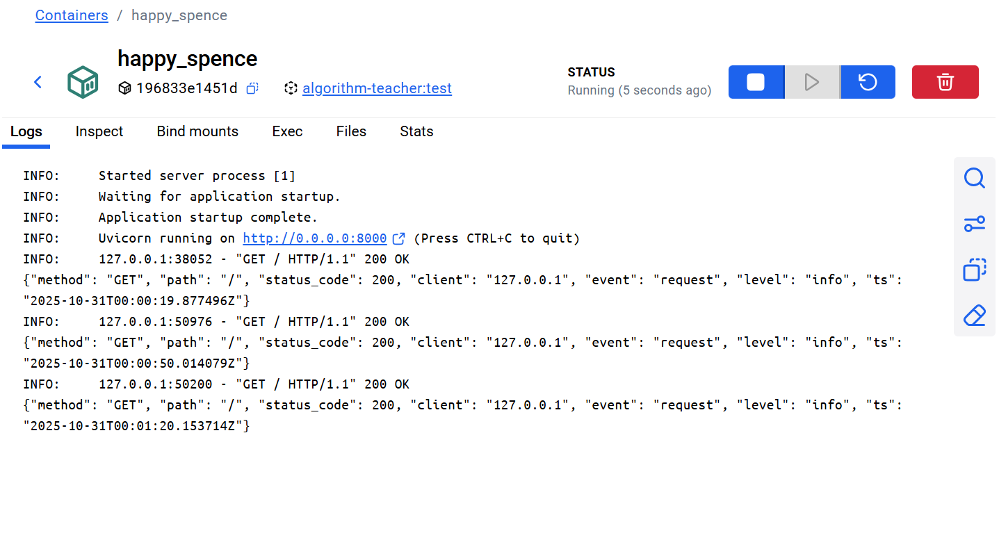 Containers / happy_spence
happy_spence
196833e1451d algorithm-teacher:test
STATUS
Running (5 seconds ago)
Logs Inspect Bind mounts Exec Files Stats
INFO: Started server process [1]
INFO: Waiting for application startup.
INFO: Application startup complete.
INFO: Uvicorn running on http://0.0.0.0:8000 (Press CTRL+C to quit)
INFO: 127.0.0.1:38052 - "GET / HTTP/1.1" 200 OK
{"method": "GET", "path": "/", "status_code": 200, "client": "127.0.0.1", "event": "request", "level": "info", "ts":
"2025-10-31T00:00:19.877496Z"}
INFO: 127.0.0.1:50976 - "GET / HTTP/1.1" 200 OK
{"method": "GET", "path": "/", "status_code": 200, "client": "127.0.0.1", "event": "request", "level": "info", "ts":
"2025-10-31T00:00:50.014079Z"}
INFO: 127.0.0.1:50200 - "GET / HTTP/1.1" 200 OK
{"method": "GET", "path": "/", "status_code": 200, "client": "127.0.0.1", "event": "request", "level": "info", "ts":
"2025-10-31T00:01:20.153714Z"}